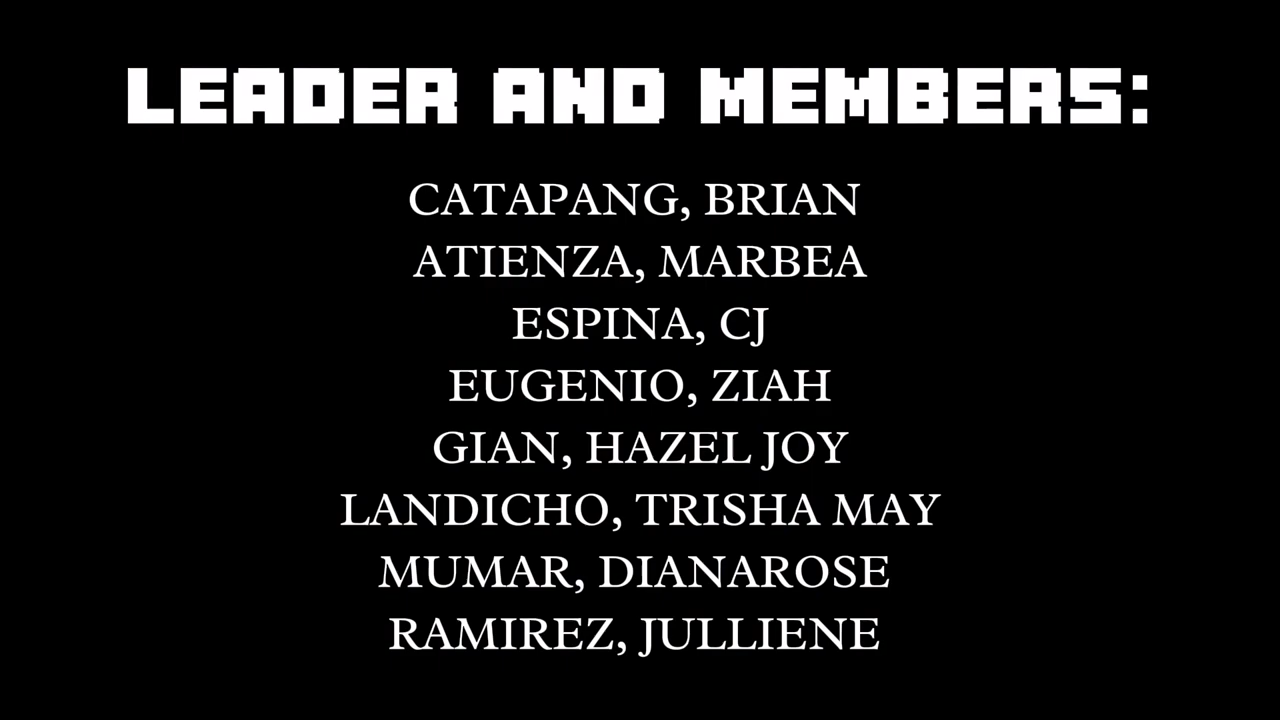 LEADER AND MEMBERS:
CATAPANG, BRIAN
ATIENZA, MARBEA
ESPINA, CJ
EUGENIO, ZIAH
GIAN, HAZEL JOY
LANDICHO, TRISHA MAY
MUMAR, DIANAROSE
RAMIREZ, JULLIENE